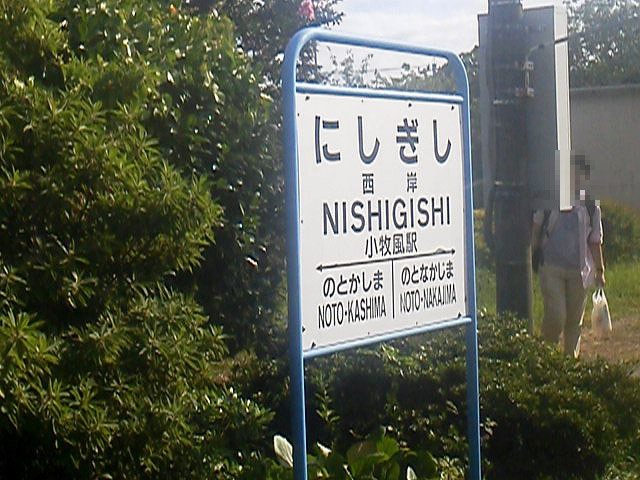 にしぎし
西岸
NISHIGISHI
小牧風駅
のとかしま のとなかじま
NOTO-KASHIMA NOTO-NAKAJIMA